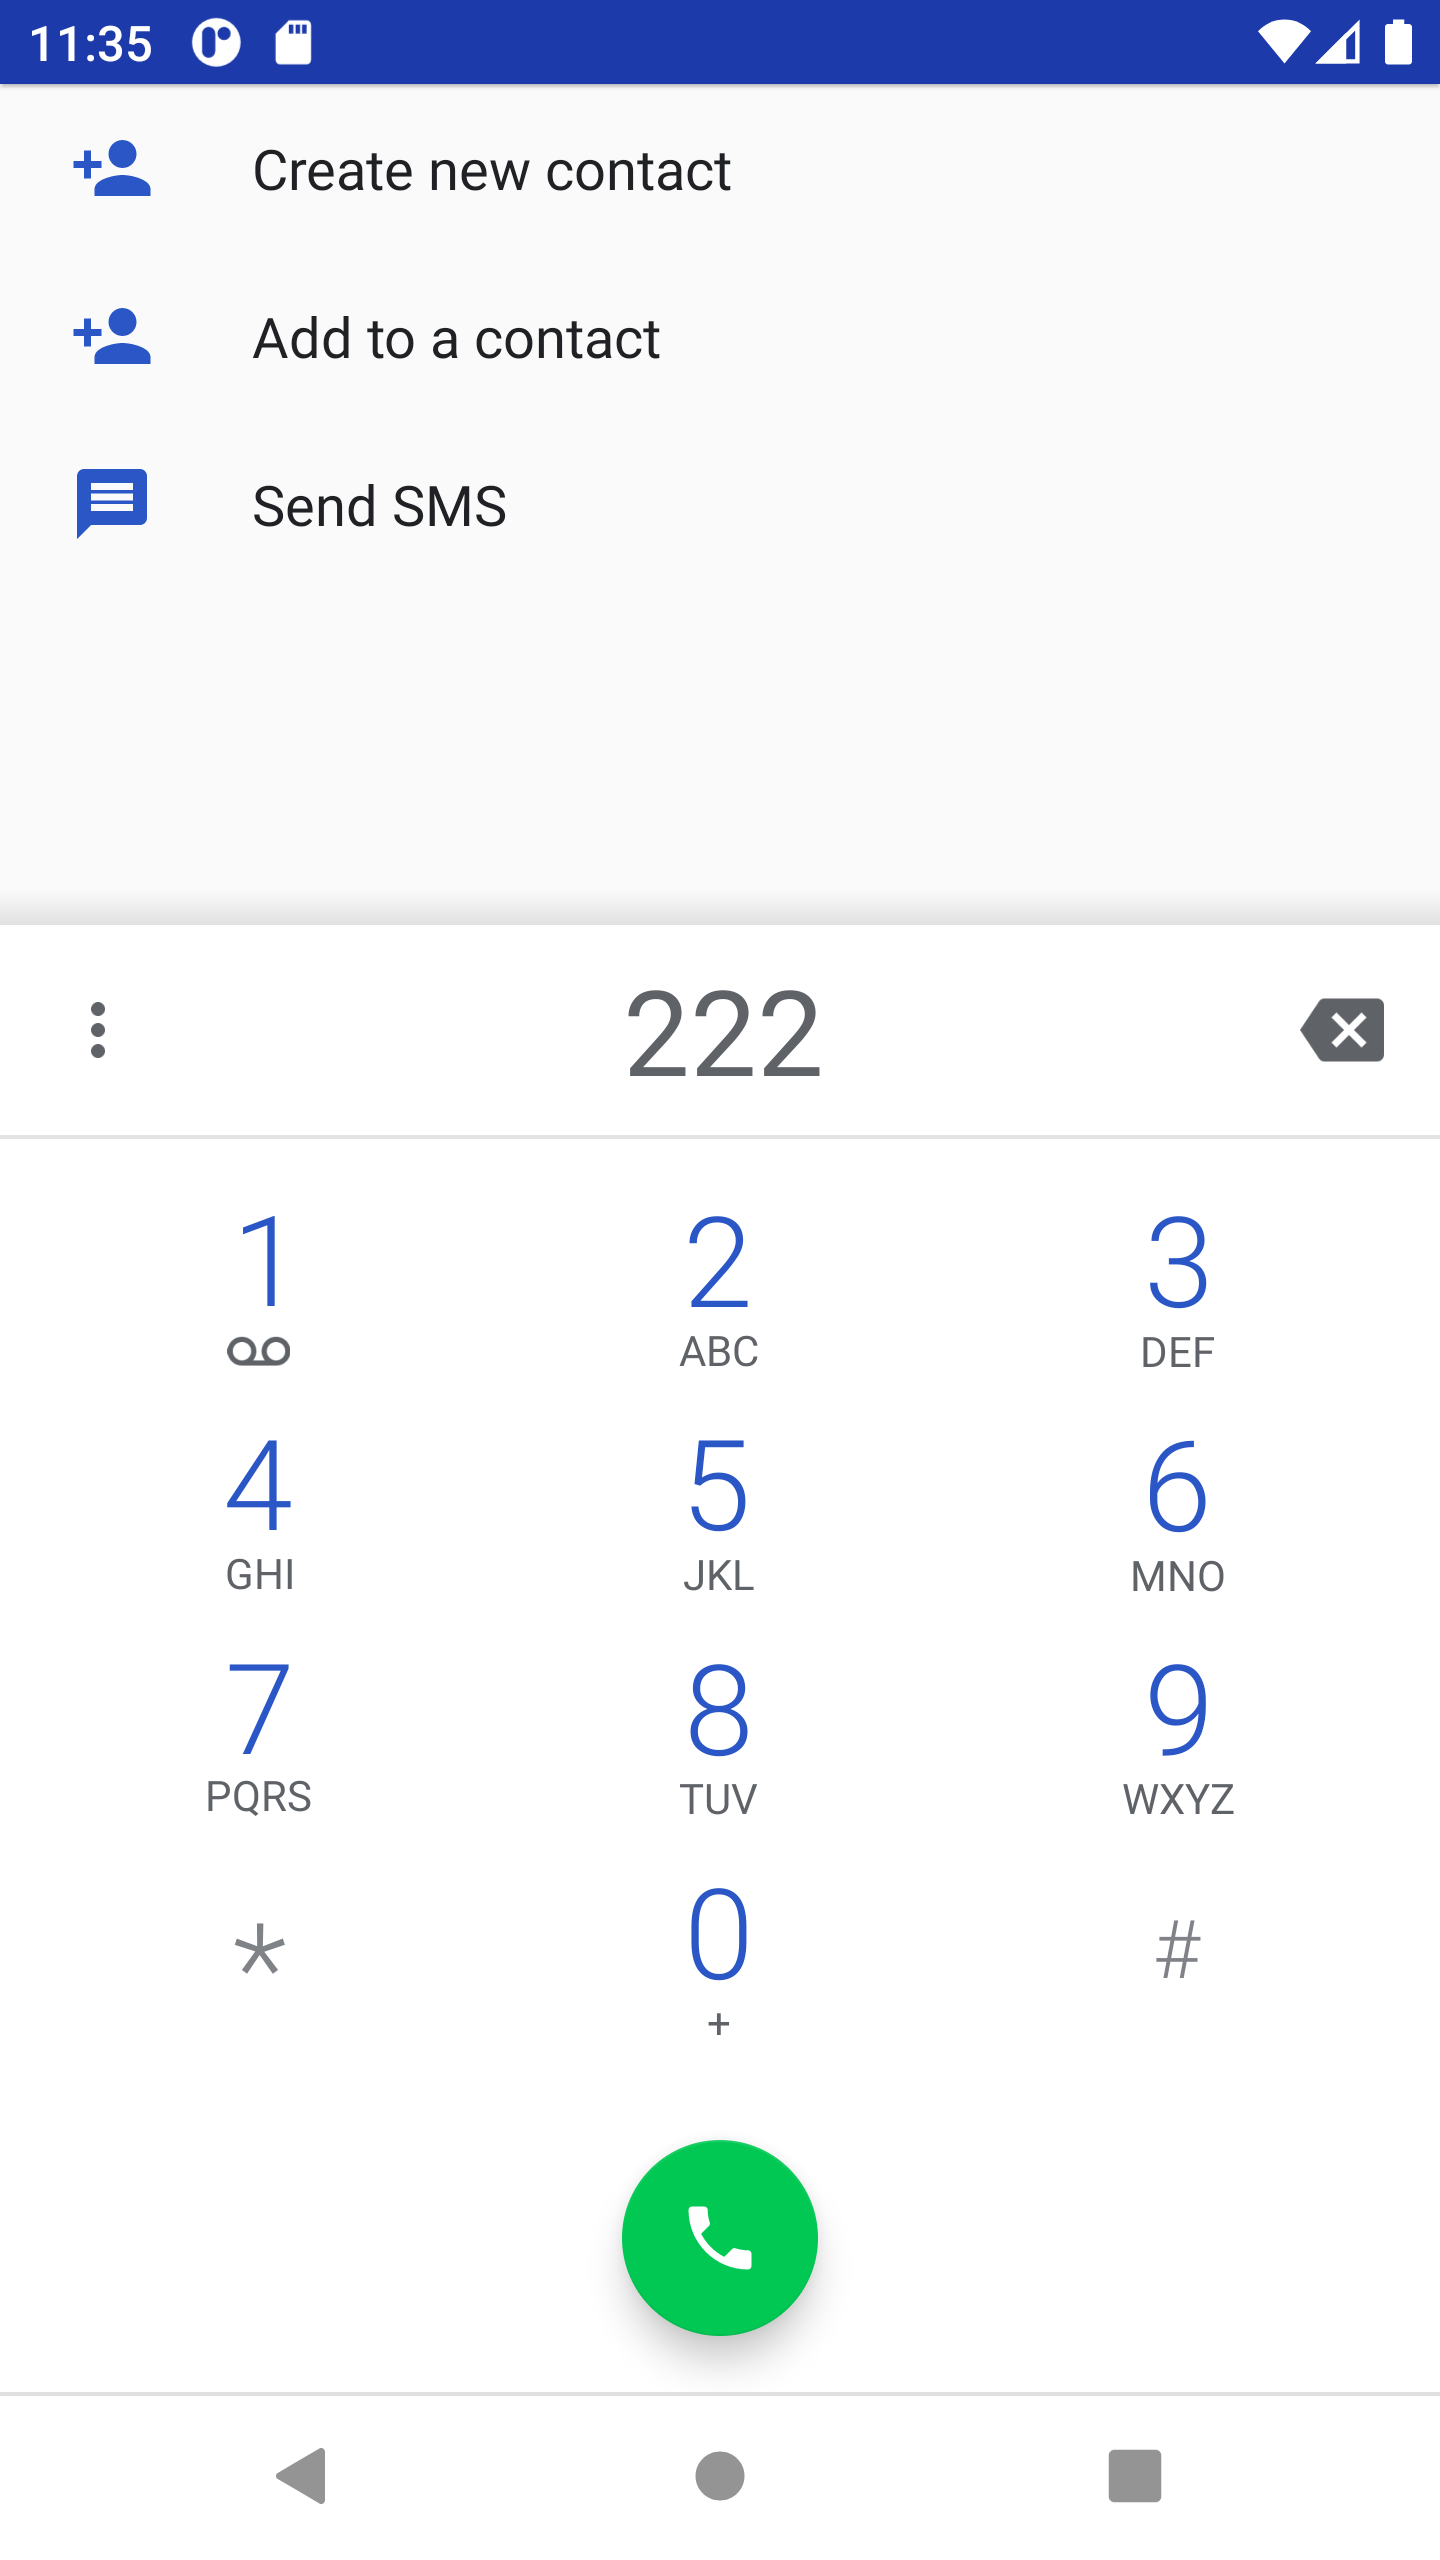 11:35
Create new contact
Add to a contact
Send SMS
222
1 2 3
ABC DEF
4 5 6
GHI JKL MNO
7 8 9
PQRS TUV WXYZ
* 0 #
+